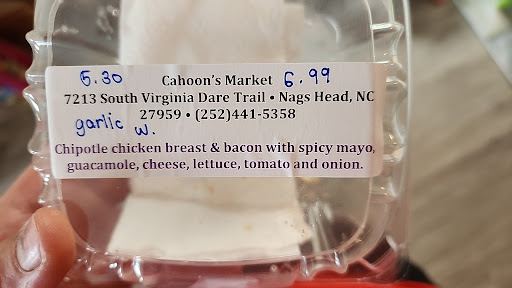 5.30 Cahoon's Market 6.99
7213 South Virginia Dare Trail • Nags Head, NC
27959 • (252)441-5358
garlic w.
Chipotle chicken breast & bacon with spicy mayo,
guacamole, cheese, lettuce, tomato and onion.